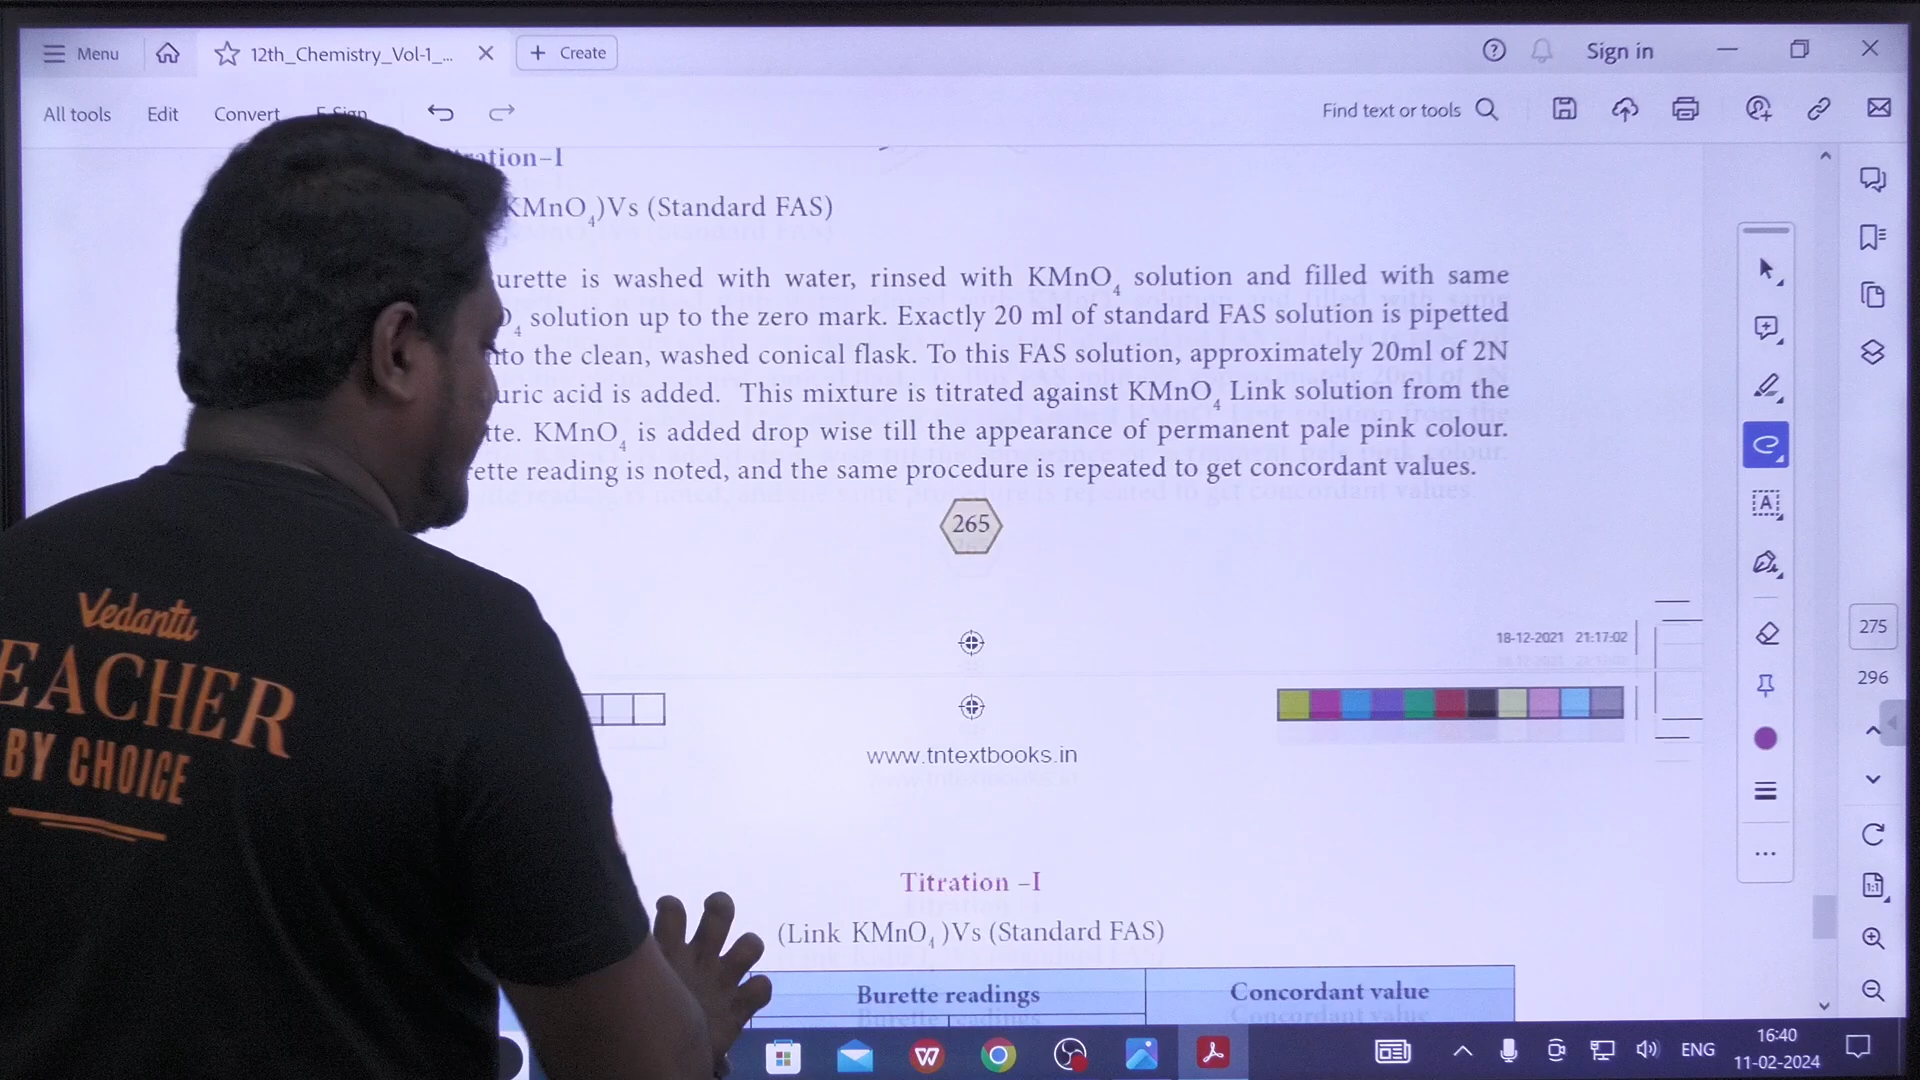 Menu
12th_Chemistry_Vol-1_...
Create
Sign in
All tools
Edit
Convert
E-Sign
Find text or tools
ration–I
KMnO4)Vs (Standard FAS)
urette is washed with water, rinsed with KMnO4 solution and filled with same
4 solution up to the zero mark. Exactly 20 ml of standard FAS solution is pipetted
to the clean, washed conical flask. To this FAS solution, approximately 20ml of 2N
uric acid is added. This mixture is titrated against KMnO4 Link solution from the
tte. KMnO4 is added drop wise till the appearance of permanent pale pink colour.
ette reading is noted, and the same procedure is repeated to get concordant values.
265
18-12-2021 21:17:02
www.tntextbooks.in
Titration –I
(Link KMnO4)Vs (Standard FAS)
Burette readings
Concordant value
275
296
1:1
Vedantu
EACHER
BY CHOICE
ENG
16:40
11-02-2024